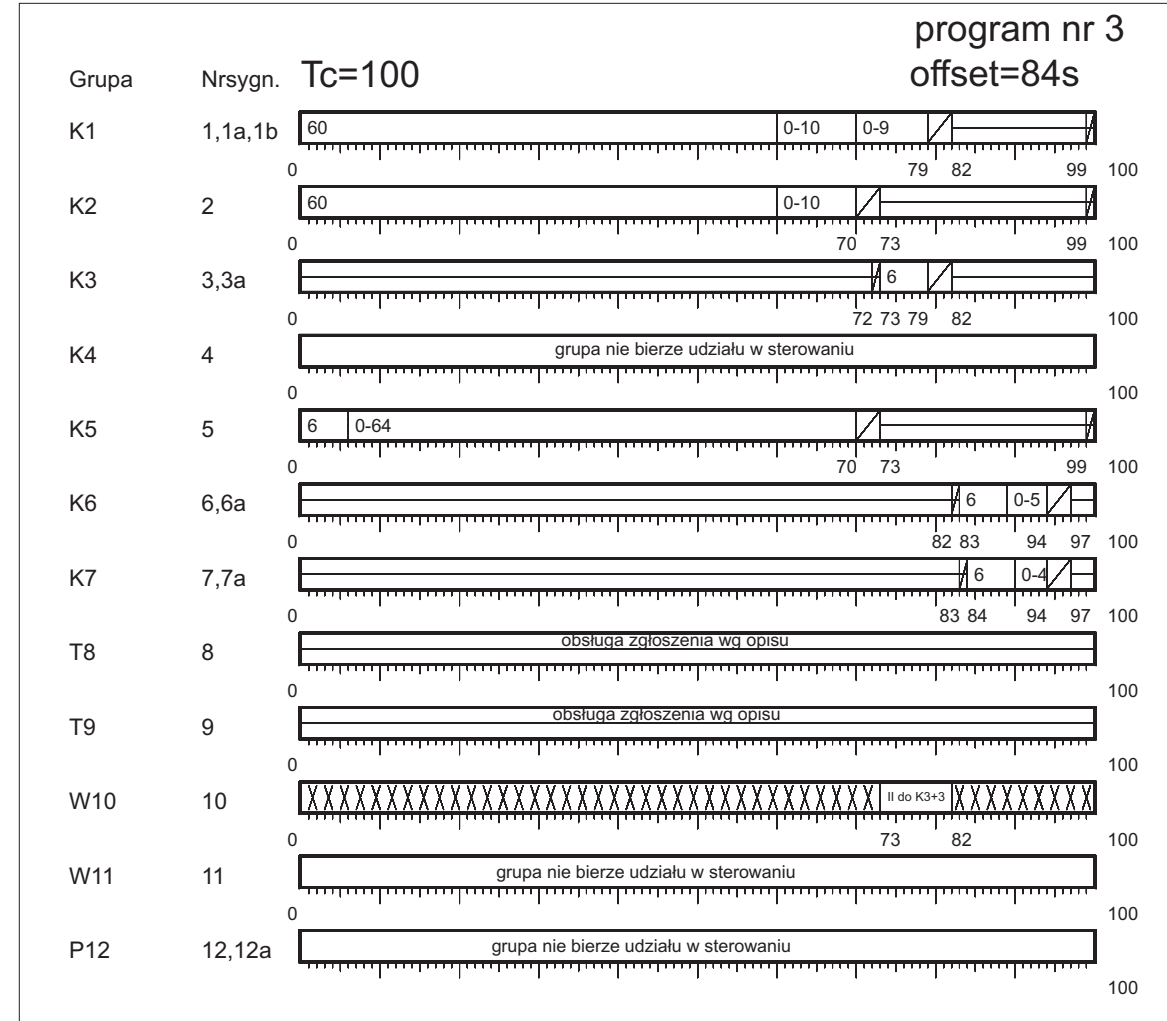 program nr 3
Grupa Nrsygn. Tc=100 offset=84s
K1 1,1a,1b 60 0-10 0-9
0 79 82 99 100
K2 2 60 0-10
0 70 73 99 100
K3 3,3a 6
0 72 73 79 82 100
K4 4 grupa nie bierze udziału w sterowaniu
0 100
K5 5 6 0-64
0 70 73 99 100
K6 6,6a 6 0-5
0 82 83 94 97 100
K7 7,7a 6 0-4
0 83 84 94 97 100
T8 8 obsługa zgłoszenia wg opisu
0 100
T9 9 obsługa zgłoszenia wg opisu
0 100
W10 10 II do K3+3
0 73 82 100
W11 11 grupa nie bierze udziału w sterowaniu
0 100
P12 12,12a grupa nie bierze udziału w sterowaniu
100